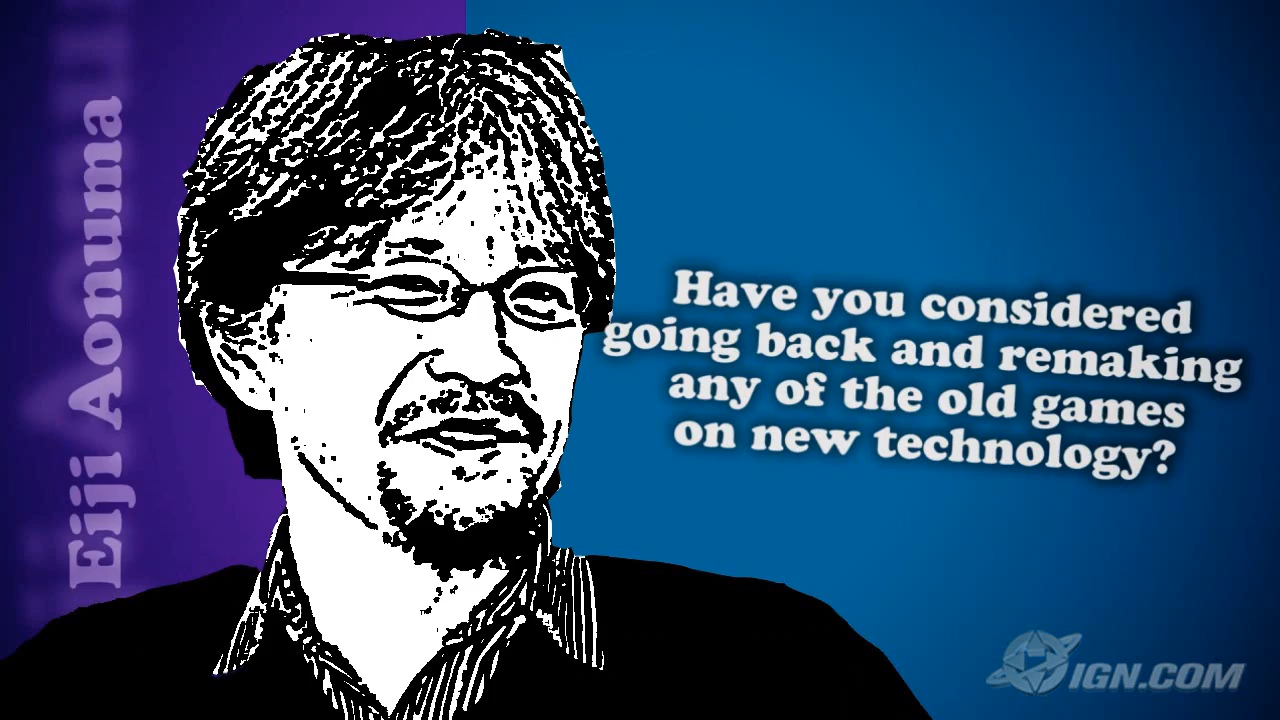 Eiji Aonuma
Have you considered
going back and remaking
any of the old games
on new technology?
IGN.COM